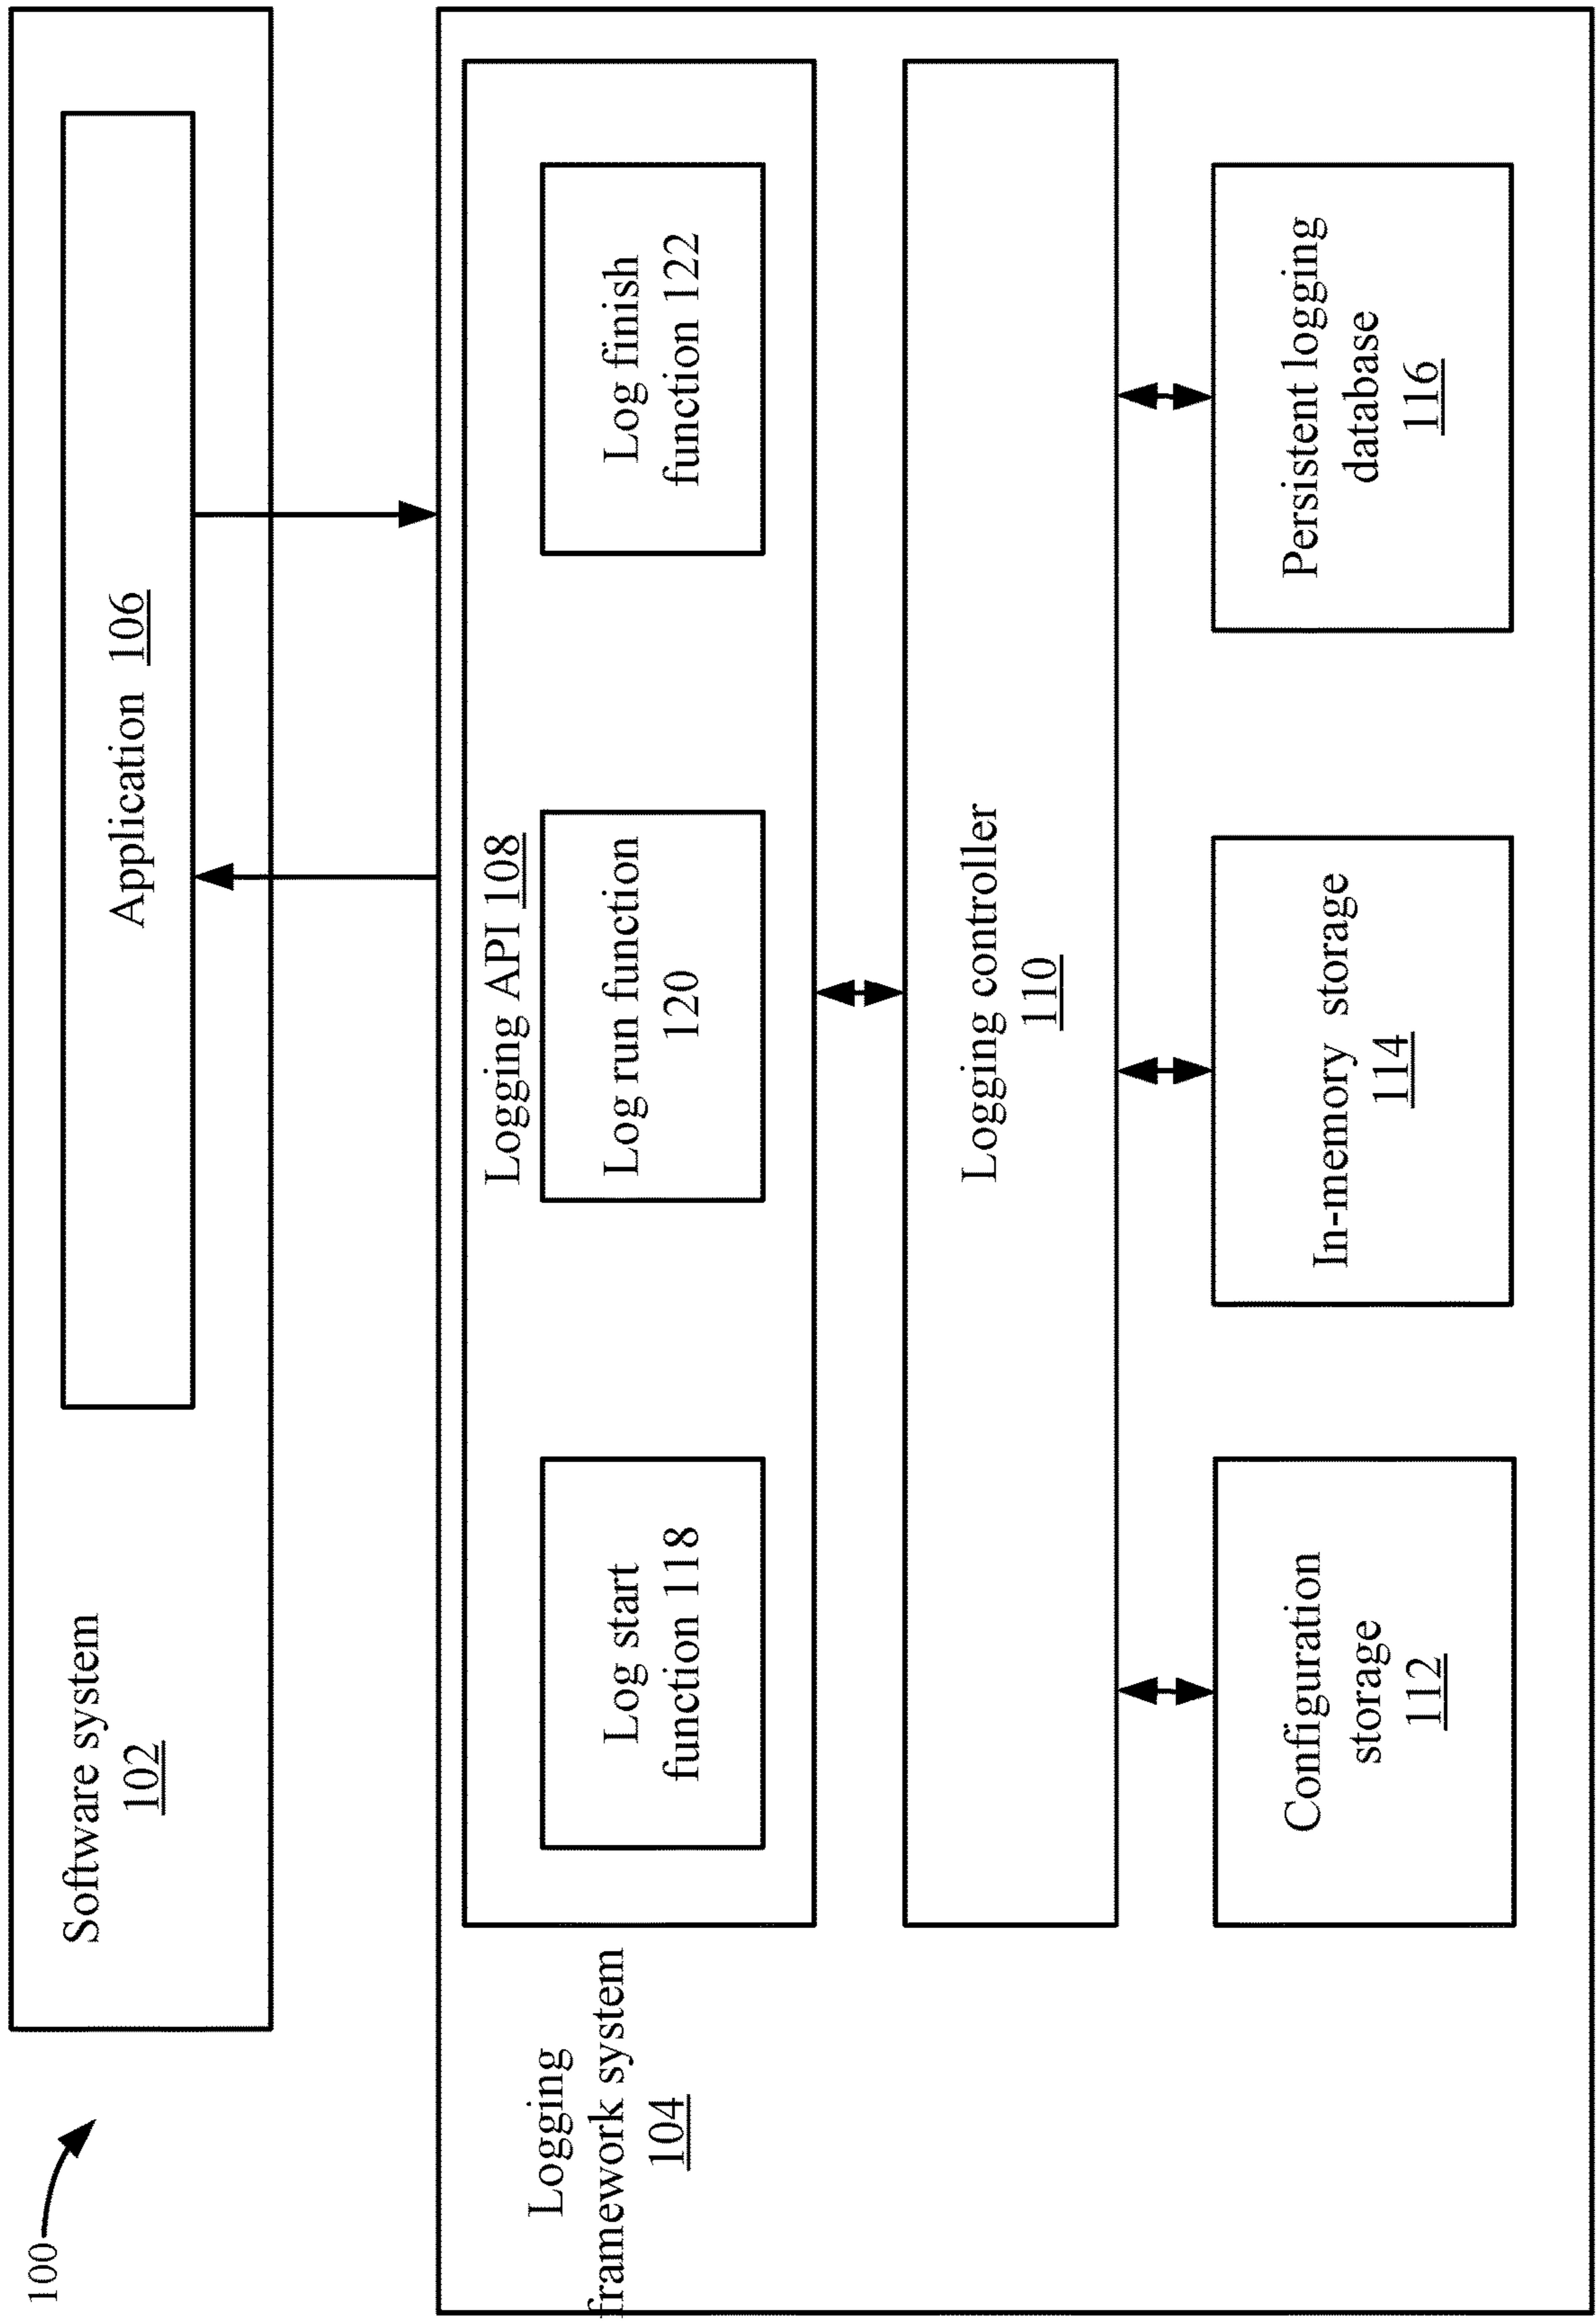 100
Software system
102
Application 106
Logging
framework system
104
Logging API 108
Log start
function 118
Log run function
120
Log finish
function 122
Logging controller
110
Configuration
storage
112
In-memory storage
114
Persistent logging
database
116